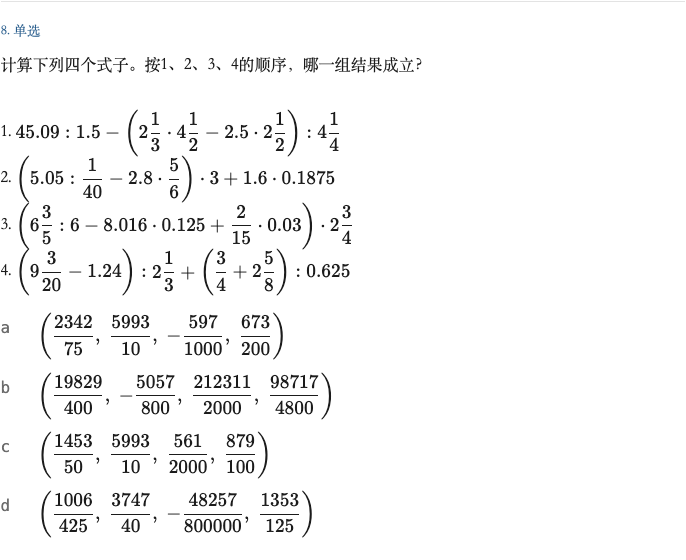 8. 单选
计算下列四个式子。按1、2、3、4的顺序，哪一组结果成立?
1. 45.09 : 1.5 − (2 1/3 · 4 1/2 − 2.5 · 2 1/2) : 4 1/4
2. (5.05 : 1/40 − 2.8 · 5/6) · 3 + 1.6 · 0.1875
3. (6 3/5 : 6 − 8.016 · 0.125 + 2/15 · 0.03) · 2 3/4
4. (9 3/20 − 1.24) : 2 1/3 + (3/4 + 2 5/8) : 0.625
a (2342/75, 5993/10, −597/1000, 673/200)
b (19829/400, −5057/800, 212311/2000, 98717/4800)
c (1453/50, 5993/10, 561/2000, 879/100)
d (1006/425, 3747/40, −48257/800000, 1353/125)